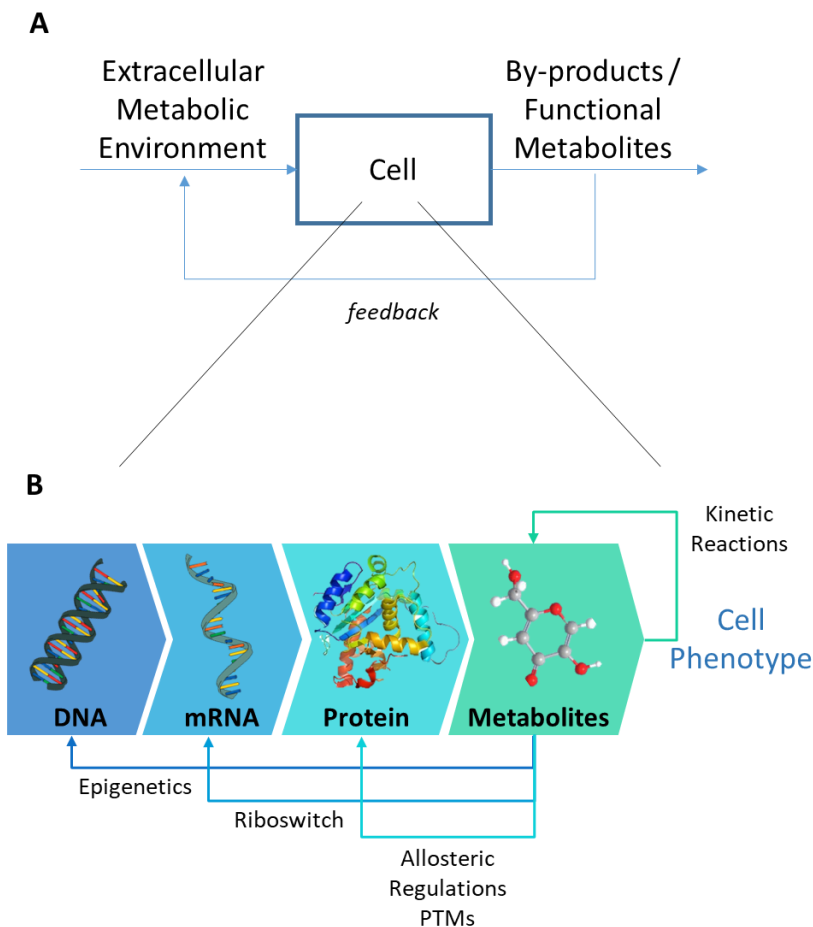 A
Extracellular
Metabolic
Environment
By-products /
Functional
Metabolites
Cell
feedback
B
Kinetic
Reactions
Cell
Phenotype
DNA
mRNA
Protein
Metabolites
Epigenetics
Riboswitch
Allosteric
Regulations
PTMs